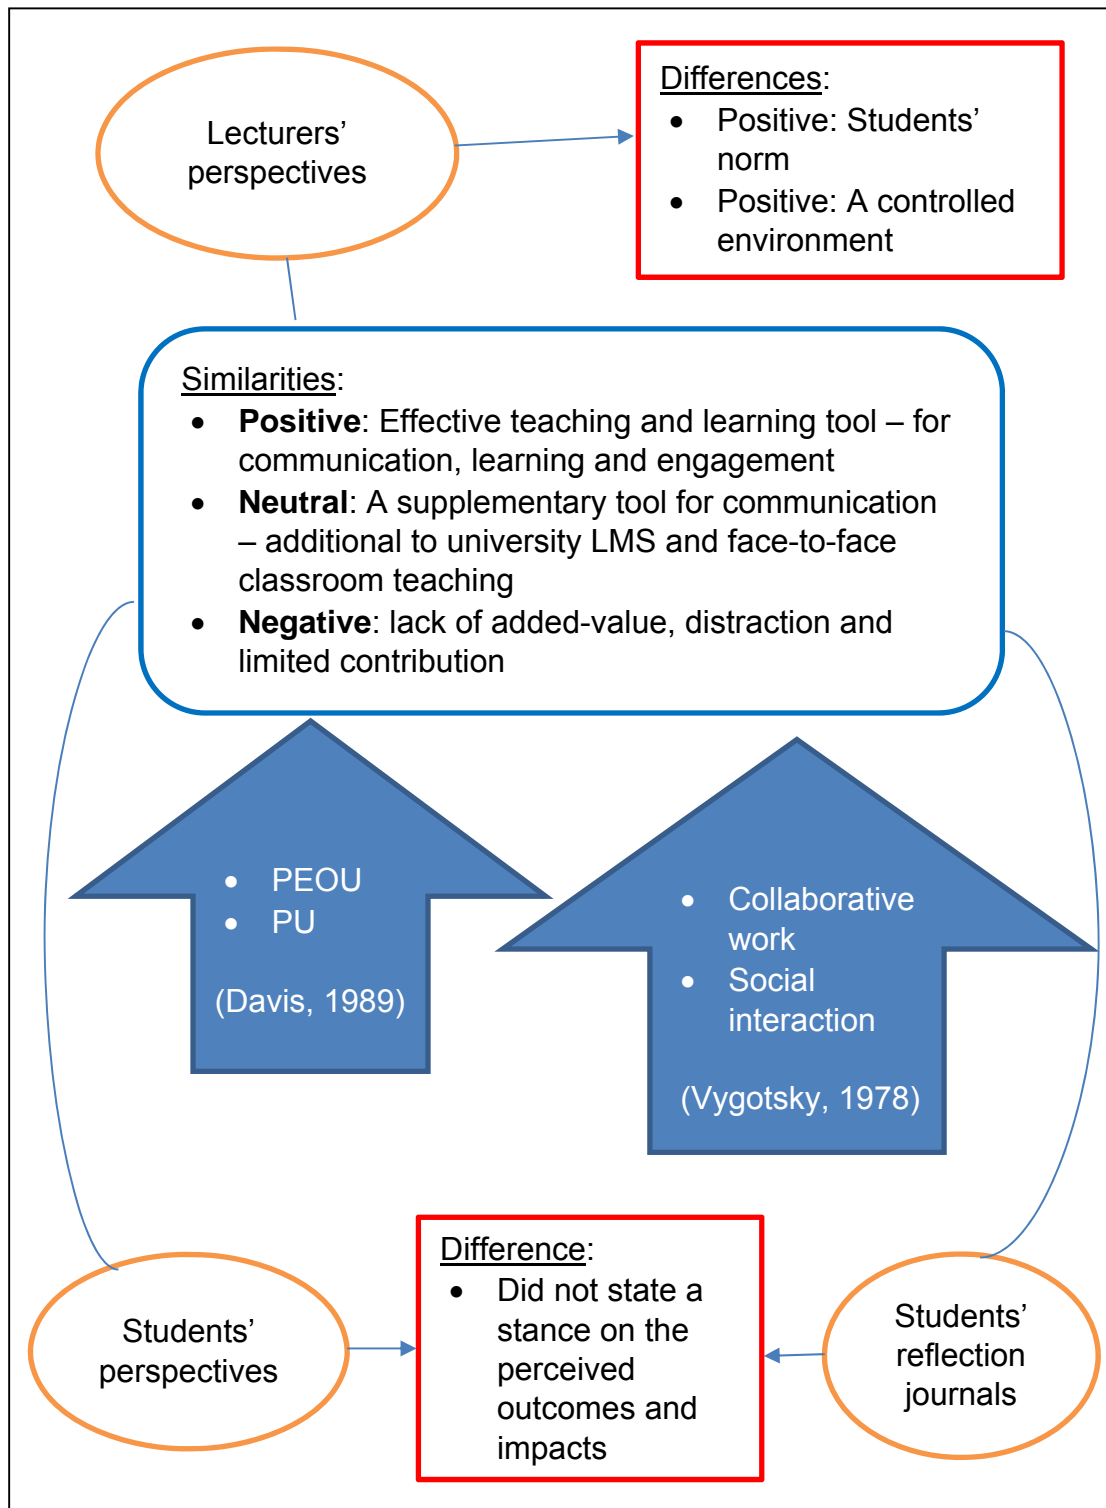 Lecturers’
perspectives
Differences:
• Positive: Students’
norm
• Positive: A controlled
environment
Similarities:
• Positive: Effective teaching and learning tool – for
communication, learning and engagement
• Neutral: A supplementary tool for communication
– additional to university LMS and face-to-face
classroom teaching
• Negative: lack of added-value, distraction and
limited contribution
• PEOU
• PU
(Davis, 1989)
• Collaborative
work
• Social
interaction
(Vygotsky, 1978)
Students’
perspectives
Difference:
• Did not state a
stance on the
perceived
outcomes and
impacts
Students’
reflection
journals